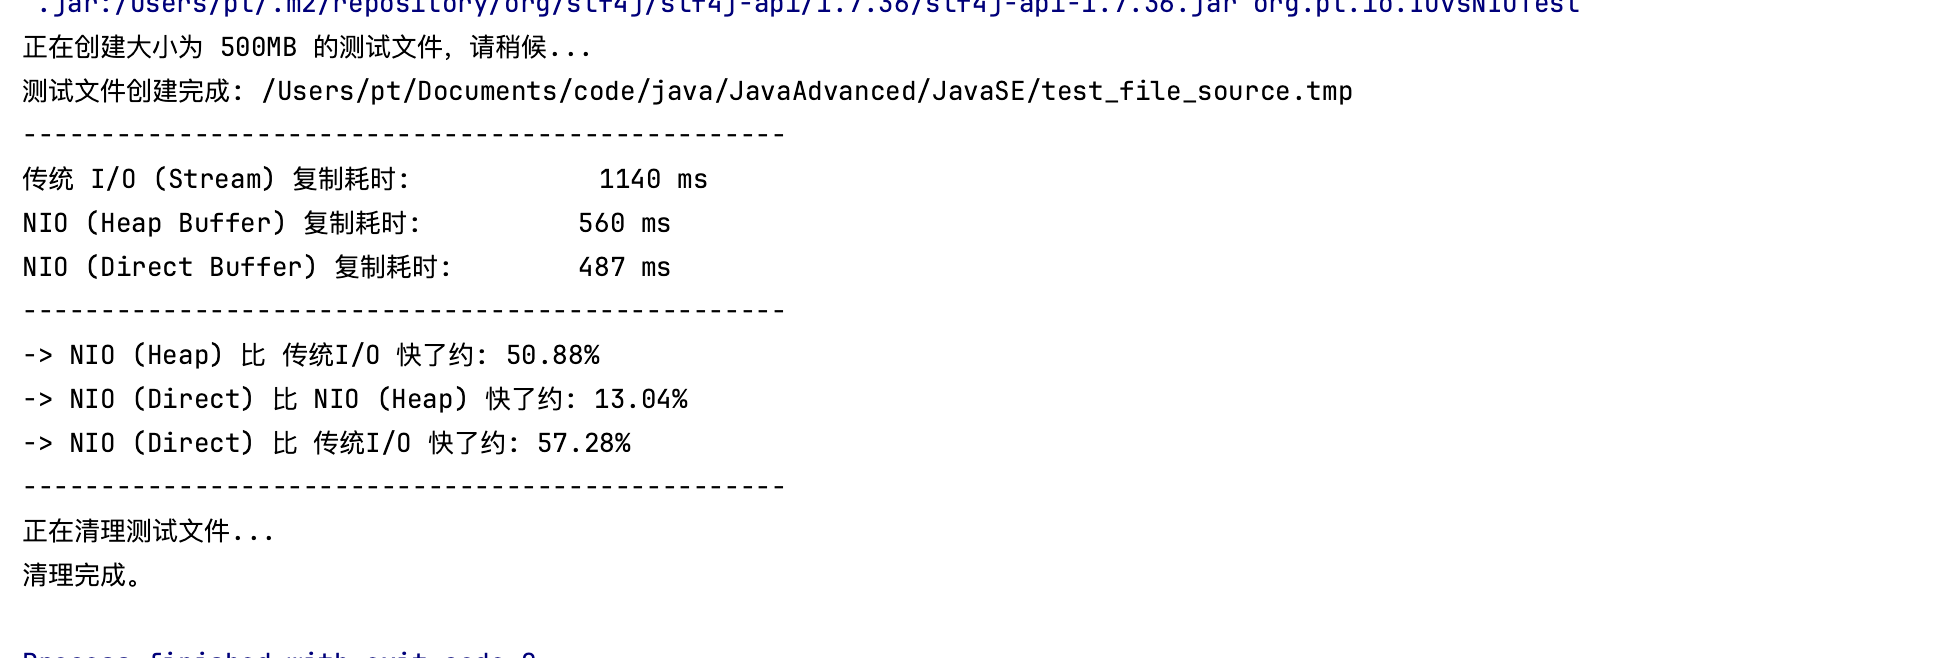 .jar:/Users/pt/.m2/repository/org/slf4j/slf4j-api/1.7.36/slf4j-api-1.7.36.jar org.pt.io.IOVsNIOTest
正在创建大小为 500MB 的测试文件，请稍候...
测试文件创建完成: /Users/pt/Documents/code/java/JavaAdvanced/JavaSE/test_file_source.tmp
-------------------------------------------------
传统 I/O (Stream) 复制耗时:            1140 ms
NIO (Heap Buffer) 复制耗时:          560 ms
NIO (Direct Buffer) 复制耗时:        487 ms
-------------------------------------------------
-> NIO (Heap) 比 传统I/O 快了约: 50.88%
-> NIO (Direct) 比 NIO (Heap) 快了约: 13.04%
-> NIO (Direct) 比 传统I/O 快了约: 57.28%
-------------------------------------------------
正在清理测试文件...
清理完成。
Process finished with exit code 0